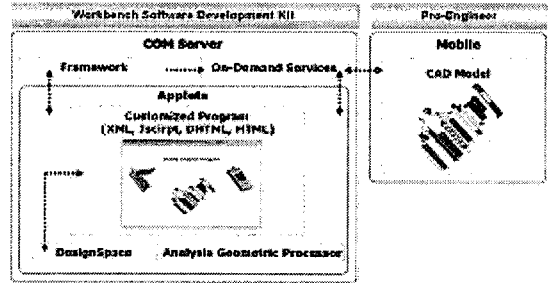 Workbench Software Development Kit
Pro-Engineer
COM Server
Mobile
Framework
On-Demand Services
CAD Model
Applets
Customized Program
(XML, Jscirpt, DHTML, HTML)
DesignSpace
Analysis Geometric Processor